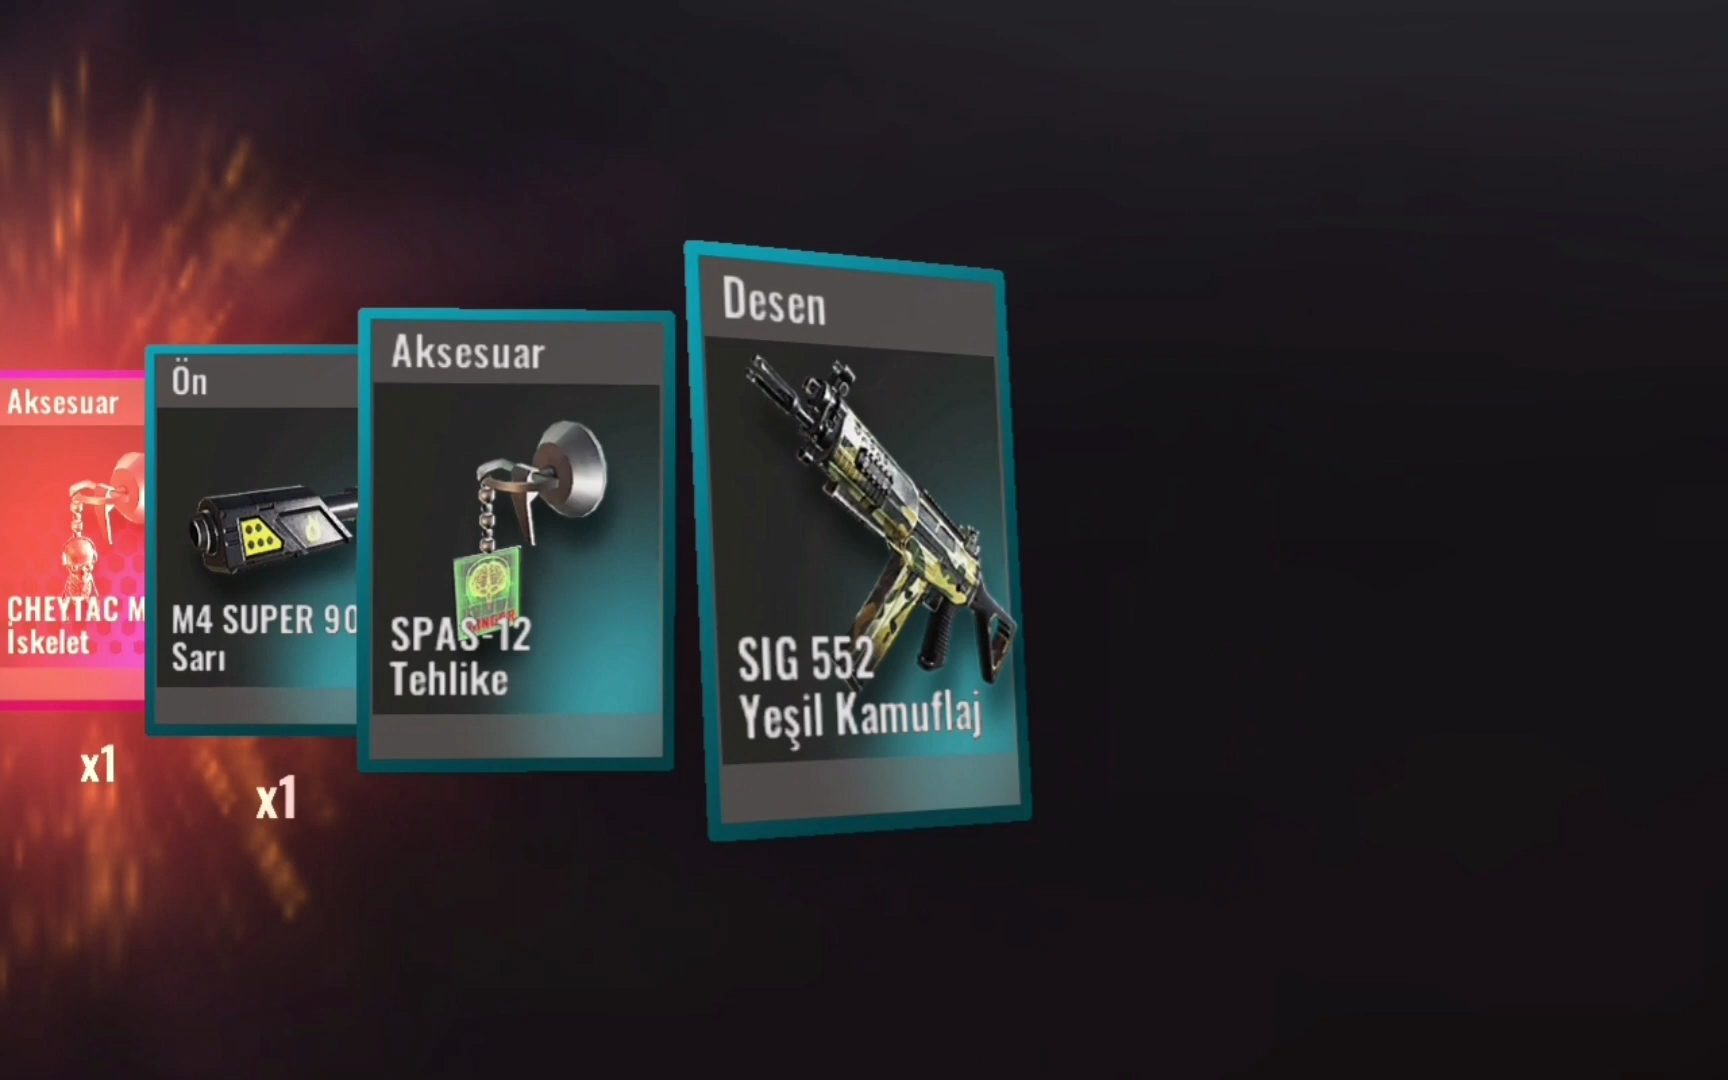 Aksesuar
CHEYTAC M
İskelet
x1
Ön
M4 SUPER 90
Sarı
x1
Aksesuar
SPAS-12
Tehlike
Desen
SIG 552
Yeşil Kamuflaj